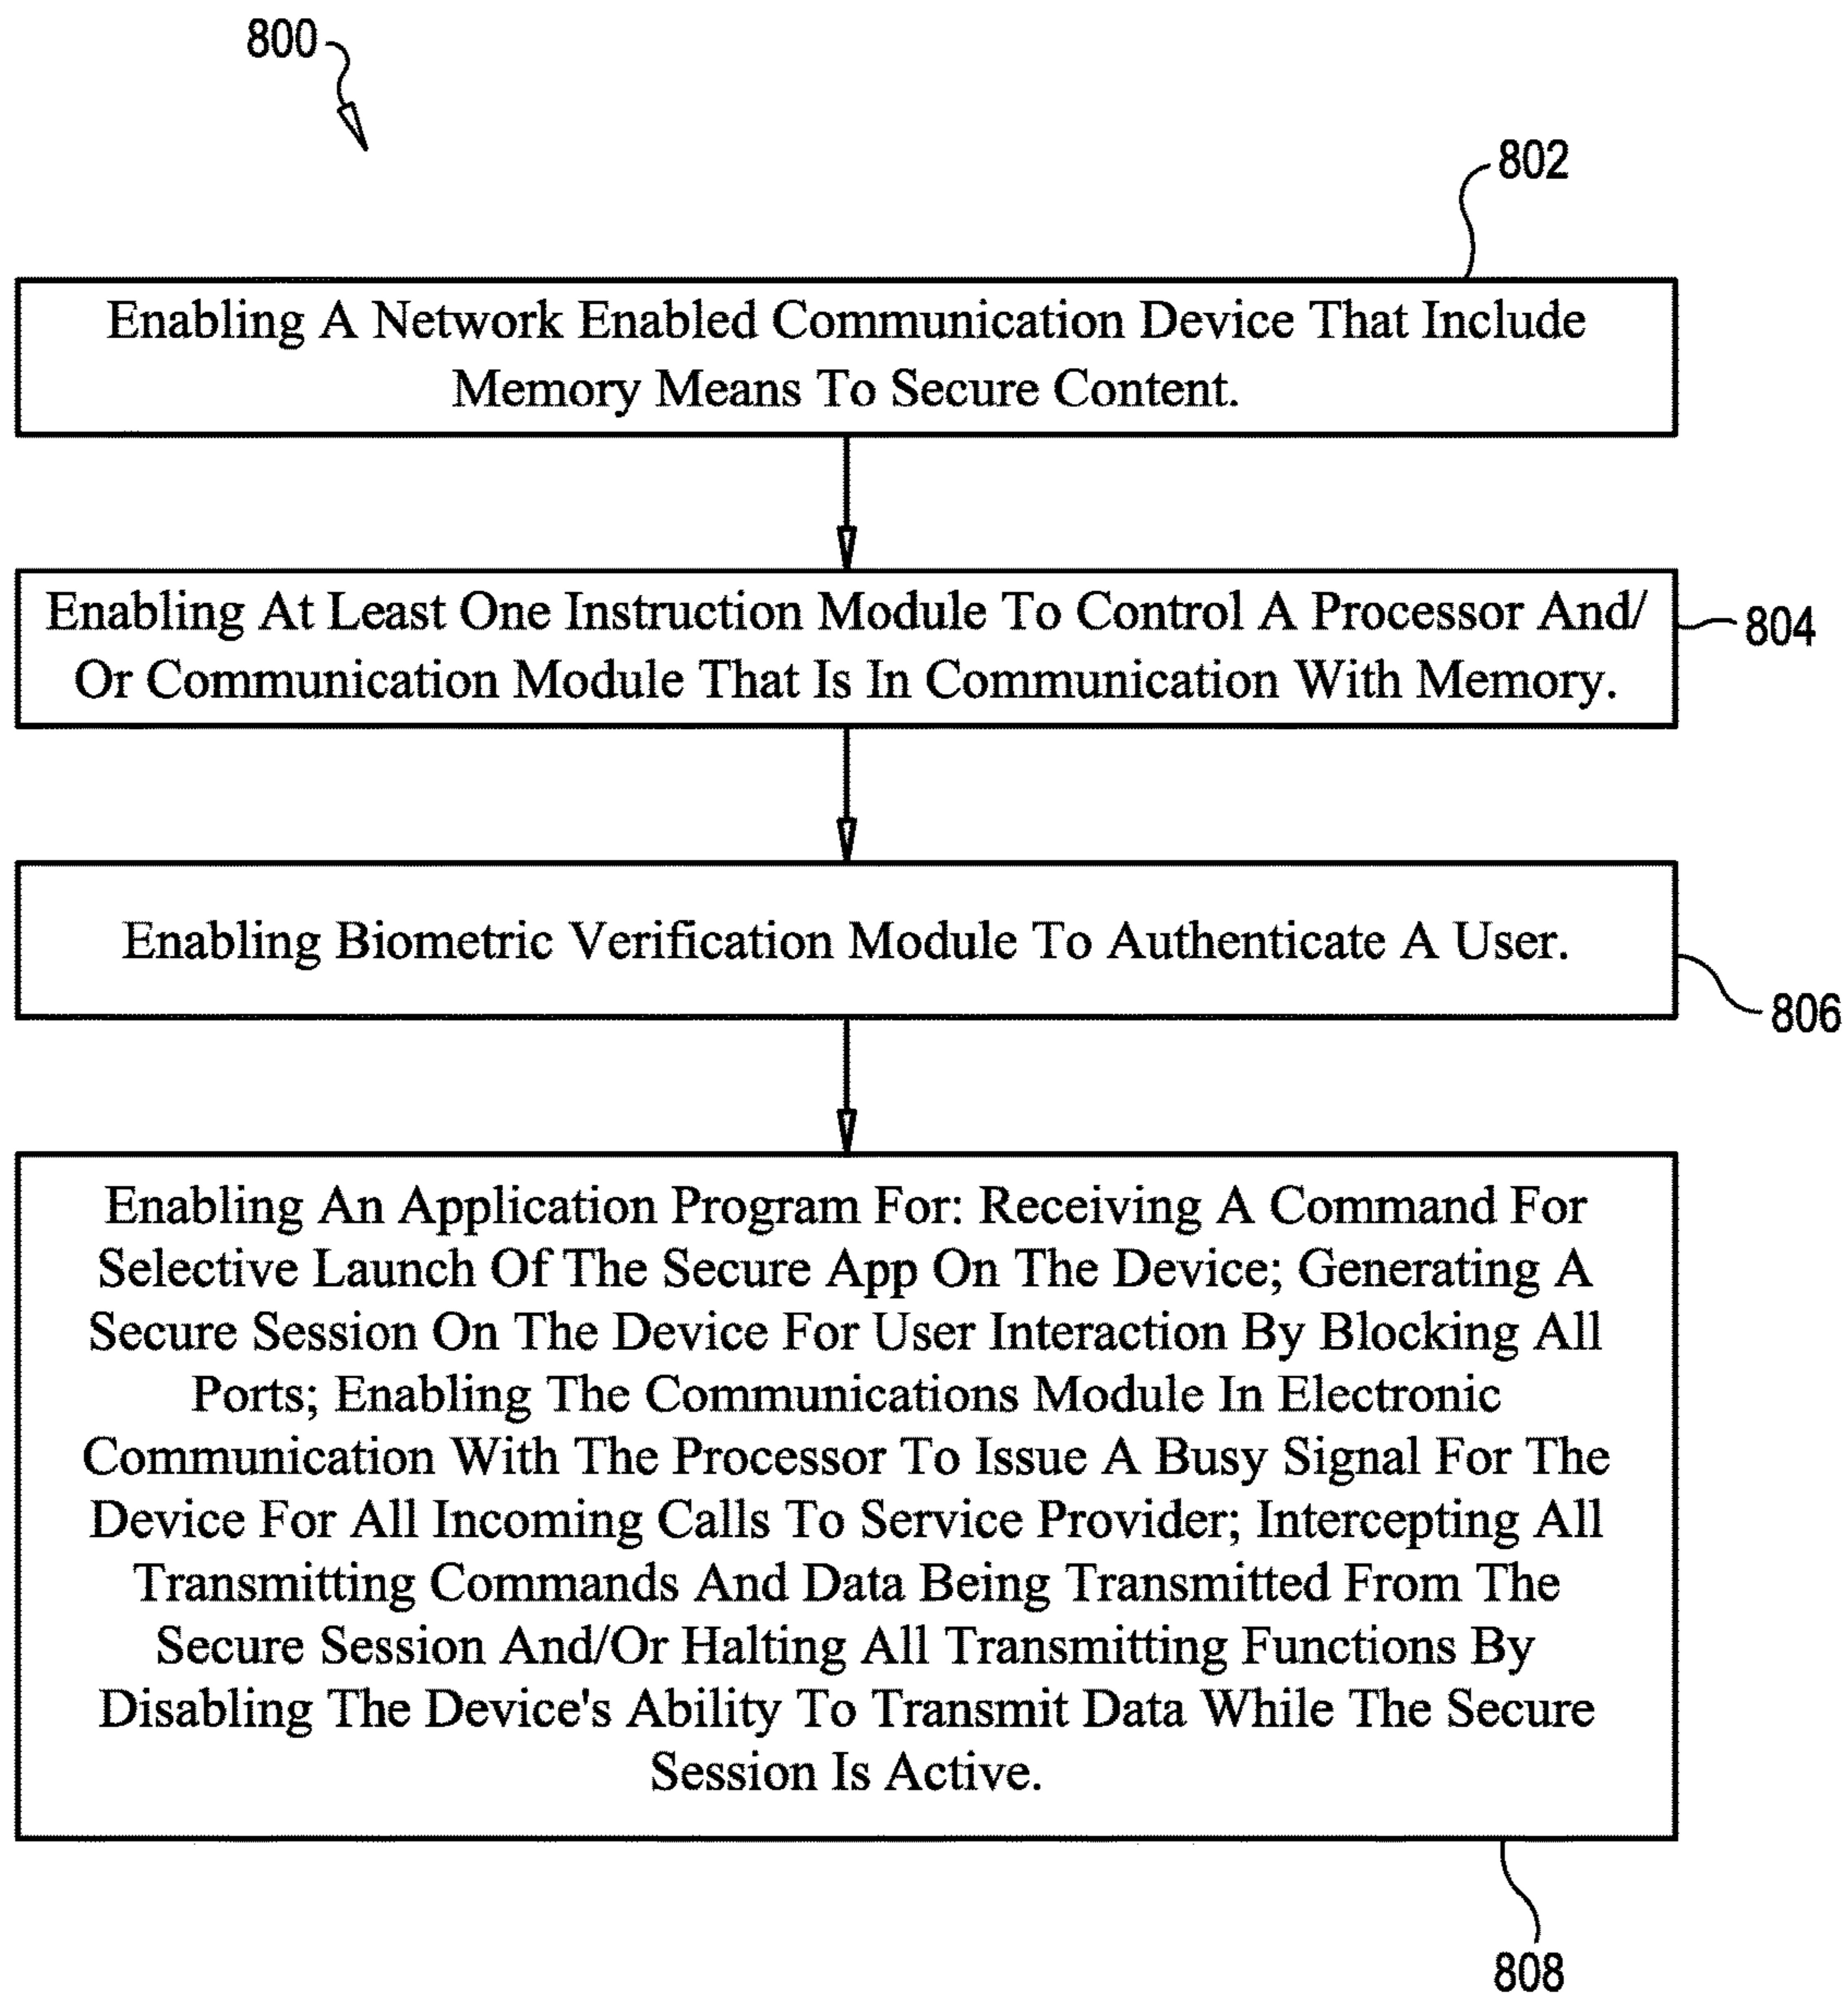 800
802
Enabling A Network Enabled Communication Device That Include
Memory Means To Secure Content.
Enabling At Least One Instruction Module To Control A Processor And/
Or Communication Module That Is In Communication With Memory.
804
Enabling Biometric Verification Module To Authenticate A User.
806
Enabling An Application Program For: Receiving A Command For
Selective Launch Of The Secure App On The Device; Generating A
Secure Session On The Device For User Interaction By Blocking All
Ports; Enabling The Communications Module In Electronic
Communication With The Processor To Issue A Busy Signal For The
Device For All Incoming Calls To Service Provider; Intercepting All
Transmitting Commands And Data Being Transmitted From The
Secure Session And/Or Halting All Transmitting Functions By
Disabling The Device's Ability To Transmit Data While The Secure
Session Is Active.
808